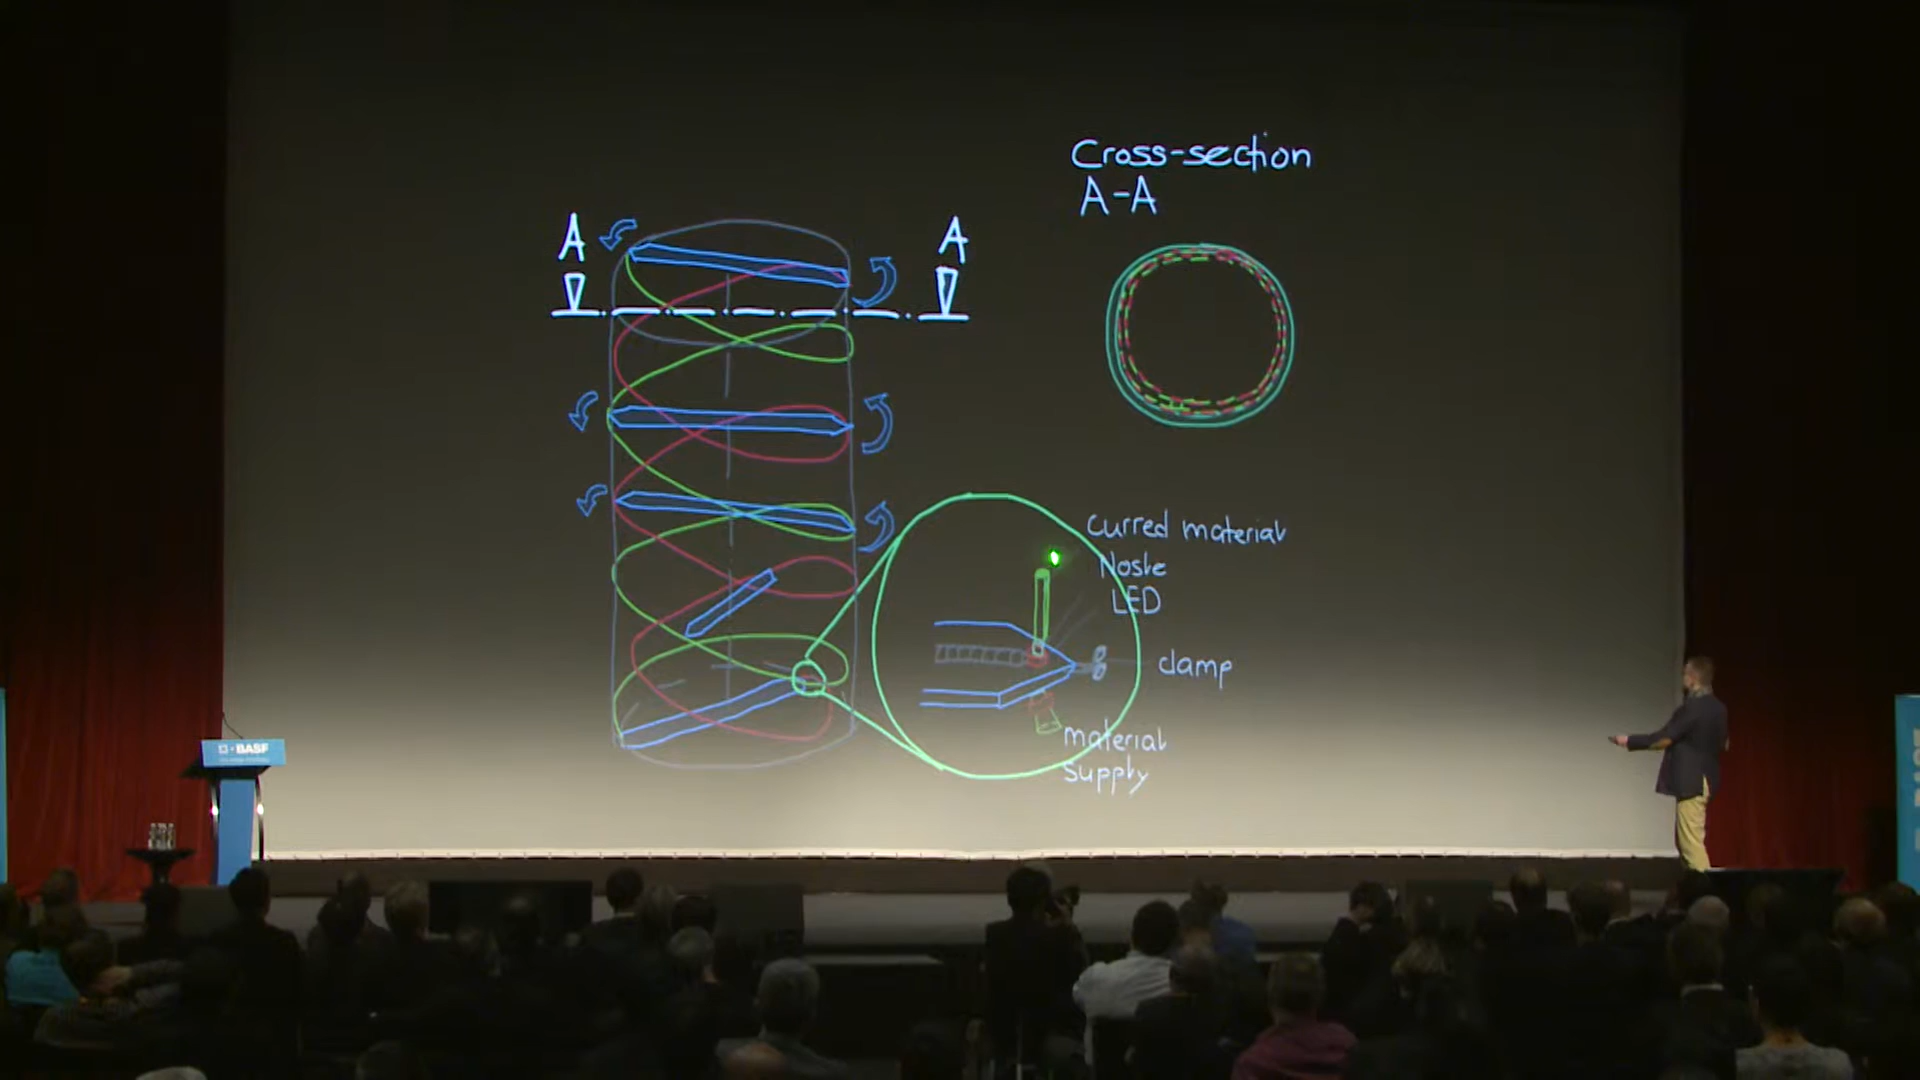 Cross-section
A-A
A
A
curred material
Nosle
LED
clamp
material
supply
BASF